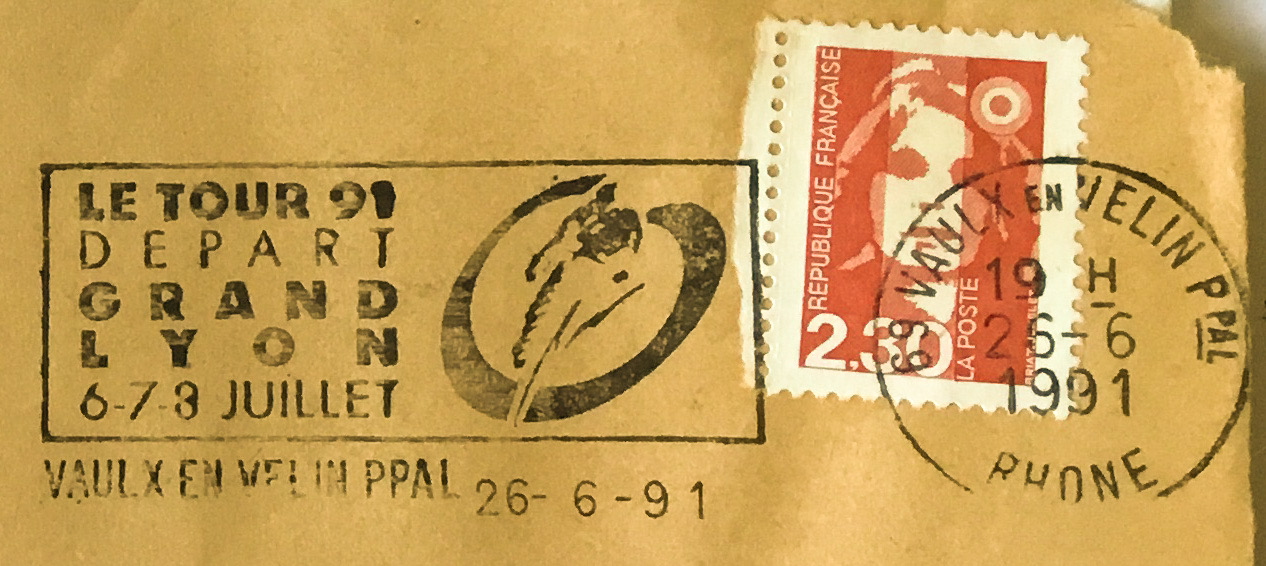 LE TOUR 91
DEPART
GRAND
LYON
6-7-8 JUILLET
VAULX EN VELIN PPAL 26- 6 -91
RÉPUBLIQUE FRANÇAISE
2,30
LA POSTE
69 VAULX EN VELIN PPAL
19 H
26-6
1991
RHONE